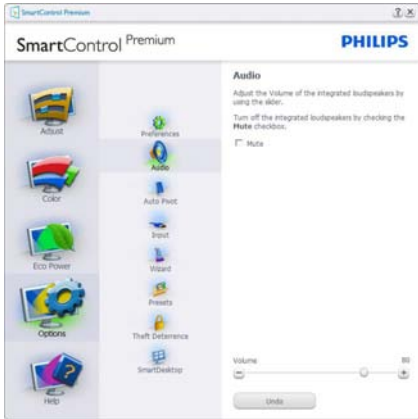 SmartControl Premium
SmartControl Premium
PHILIPS
Adjust
Color
Eco Power
Options
Help
Preferences
Audio
Auto Pivot
Input
Wizard
Presets
Theft Deterrence
SmartDesktop
Audio
Adjust the Volume of the integrated loudspeakers by
using the slider.
Turn off the integrated loudspeakers by checking the
Mute checkbox.
Mute
Volume
80
Undo